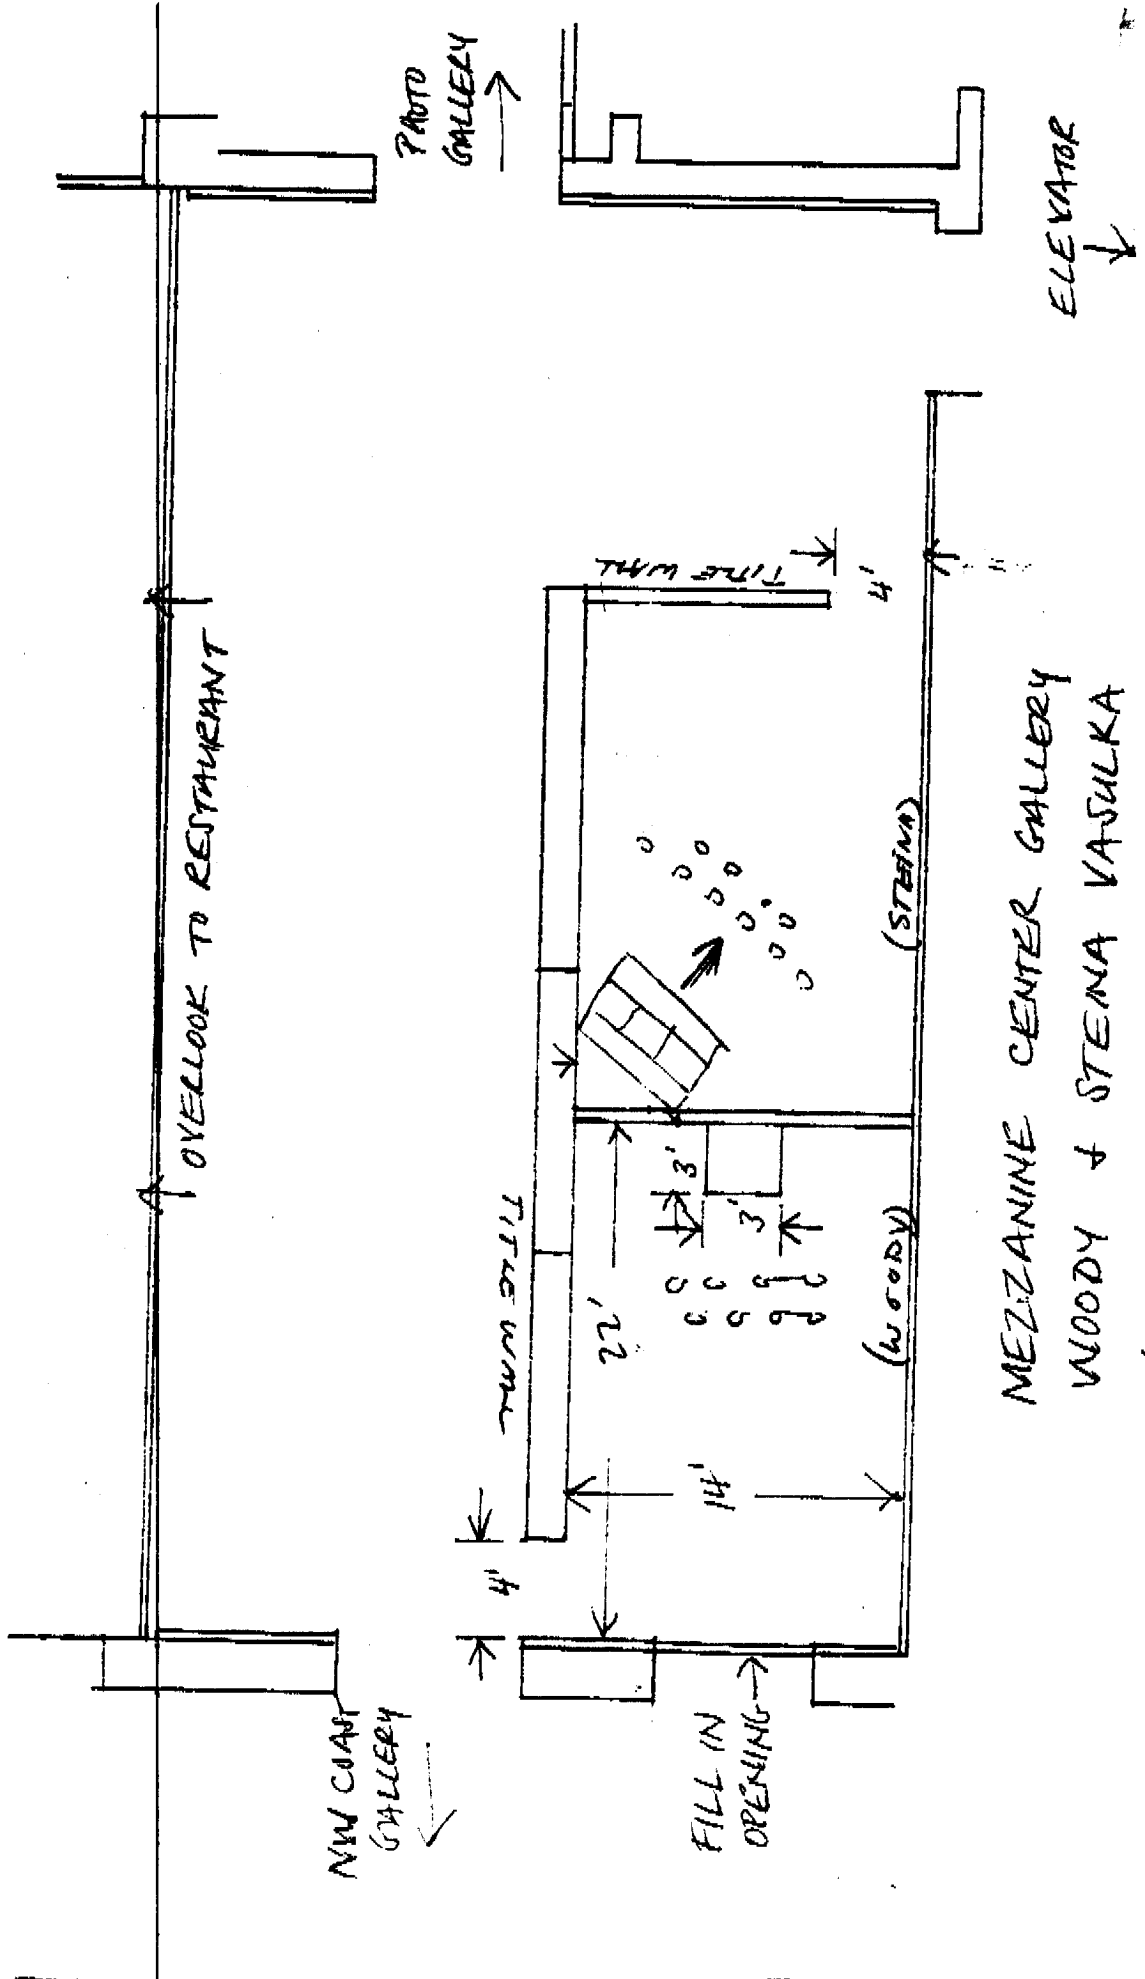 OVERLOOK TO RESTAURANT
PHOTO
GALLERY
NW COAST
GALLERY
TITLE WALL
TITLE WALL
4'
4'
22'
14'
3'
3'
(WOODY)
(STEINA)
FILL IN
OPENING
ELEVATOR
MEZZANINE CENTER GALLERY
WOODY & STEINA VASULKA